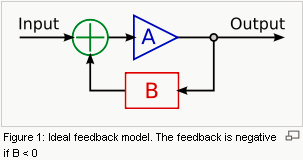 Input
Output
A
B
Figure 1: Ideal feedback model. The feedback is negative
if B < 0